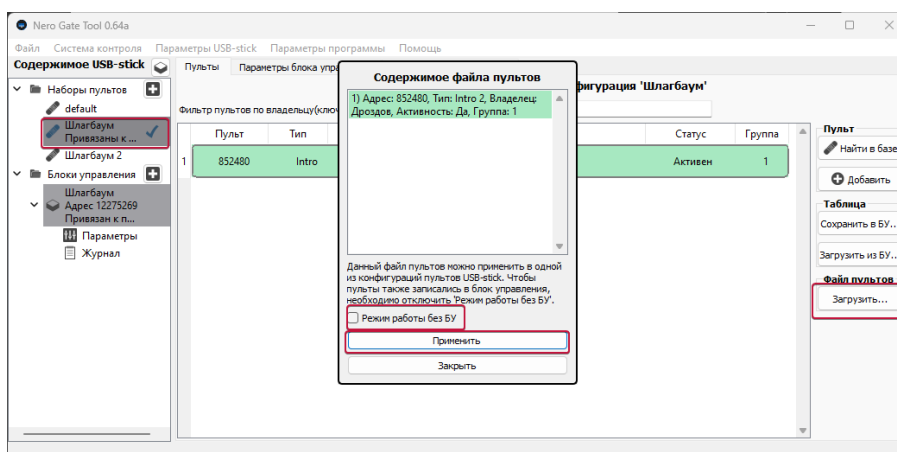 Nero Gate Tool 0.64a
Файл Система контроля Параметры USB-stick Параметры программы Помощь
Содержимое USB-stick
Наборы пультов
default
Шлагбаум
Привязаны к ...
Шлагбаум 2
Блоки управления
Шлагбаум
Адрес 12275269
Привязан к п...
Параметры
Журнал
Пульты Параметры блока упра
фигурация 'Шлагбаум'
Фильтр пультов по владельцу(клю
Пульт Тип Статус Группа
1 852480 Intro Активен 1
Содержимое файла пультов
1) Адрес: 852480, Тип: Intro 2, Владелец:
Дроздов, Активность: Да, Группа: 1
Данный файл пультов можно применить в одной
из конфигураций пультов USB-stick. Чтобы
пульты также записались в блок управления,
необходимо отключить 'Режим работы без БУ'.
Режим работы без БУ
Применить
Закрыть
Пульт
Найти в базе
Добавить
Таблица
Сохранить в БУ..
Загрузить из БУ..
Файл пультов
Загрузить...